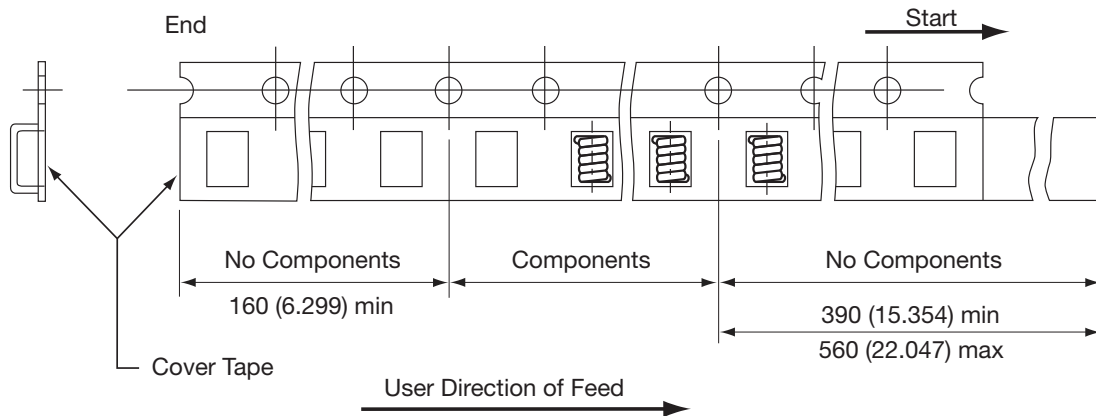 End
Start
No Components
Components
No Components
160 (6.299) min
390 (15.354) min
560 (22.047) max
Cover Tape
User Direction of Feed